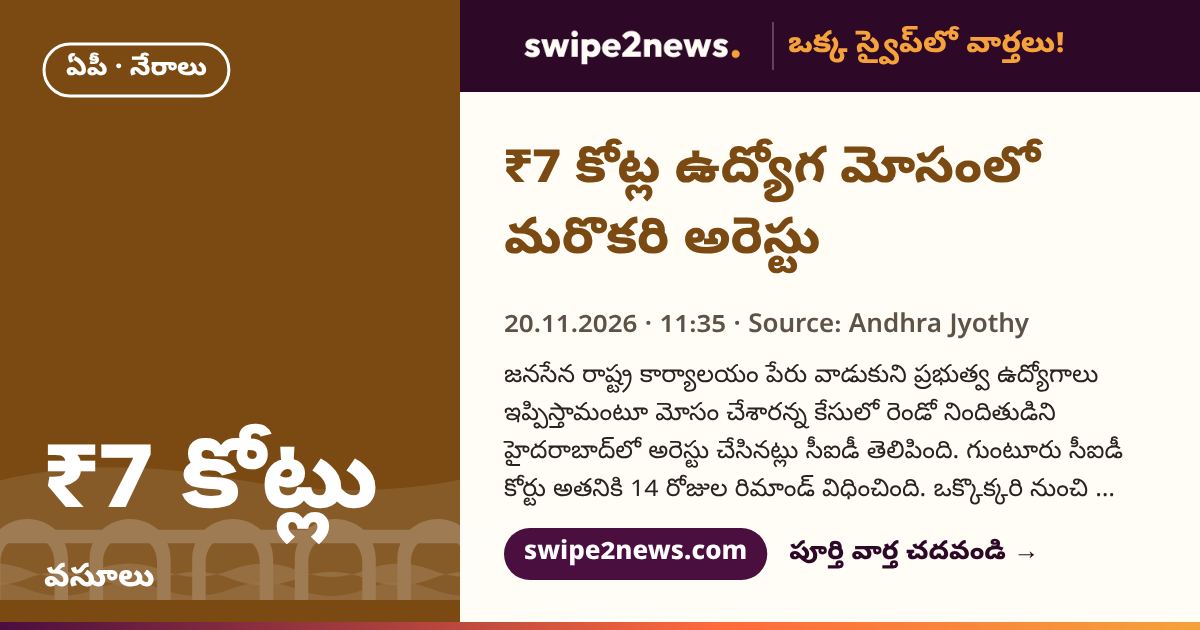 ఏపీ · నేరాలు
₹7 కోట్లు
వసూలు
swipe2news.
ఒక్క స్వైప్‌లో వార్తలు!
₹7 కోట్ల ఉద్యోగ మోసంలో
మరొకరి అరెస్టు
20.11.2026 · 11:35 · Source: Andhra Jyothy
జనసేన రాష్ట్ర కార్యాలయం పేరు వాడుకుని ప్రభుత్వ ఉద్యోగాలు
ఇప్పిస్తామంటూ మోసం చేశారన్న కేసులో రెండో నిందితుడిని
హైదరాబాద్‌లో అరెస్టు చేసినట్లు సీఐడీ తెలిపింది. గుంటూరు సీఐడీ
కోర్టు అతనికి 14 రోజుల రిమాండ్ విధించింది. ఒక్కొక్కరి నుంచి ...
swipe2news.com
పూర్తి వార్త చదవండి →